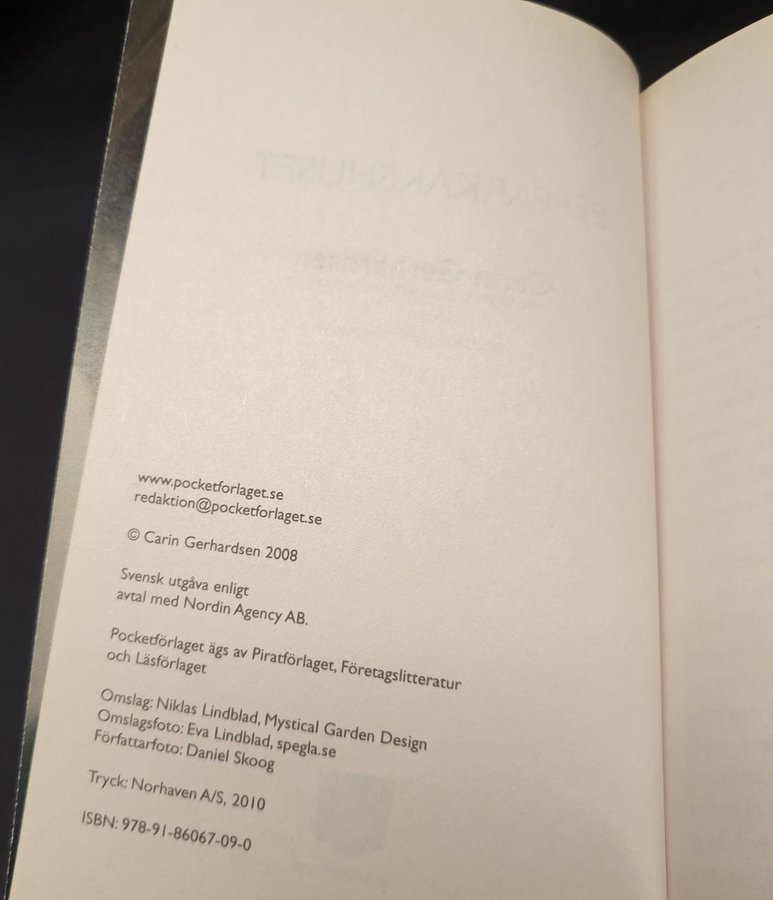 www.pocketforlaget.se
redaktion@pocketforlaget.se
© Carin Gerhardsen 2008
Svensk utgåva enligt
avtal med Nordin Agency AB.
Pocketförlaget ägs av Piratförlaget, Företagslitteratur
och Läsförlaget
Omslag: Niklas Lindblad, Mystical Garden Design
Omslagsfoto: Eva Lindblad, spegla.se
Författarfoto: Daniel Skoog
Tryck: Norhaven A/S, 2010
ISBN: 978-91-86067-09-0